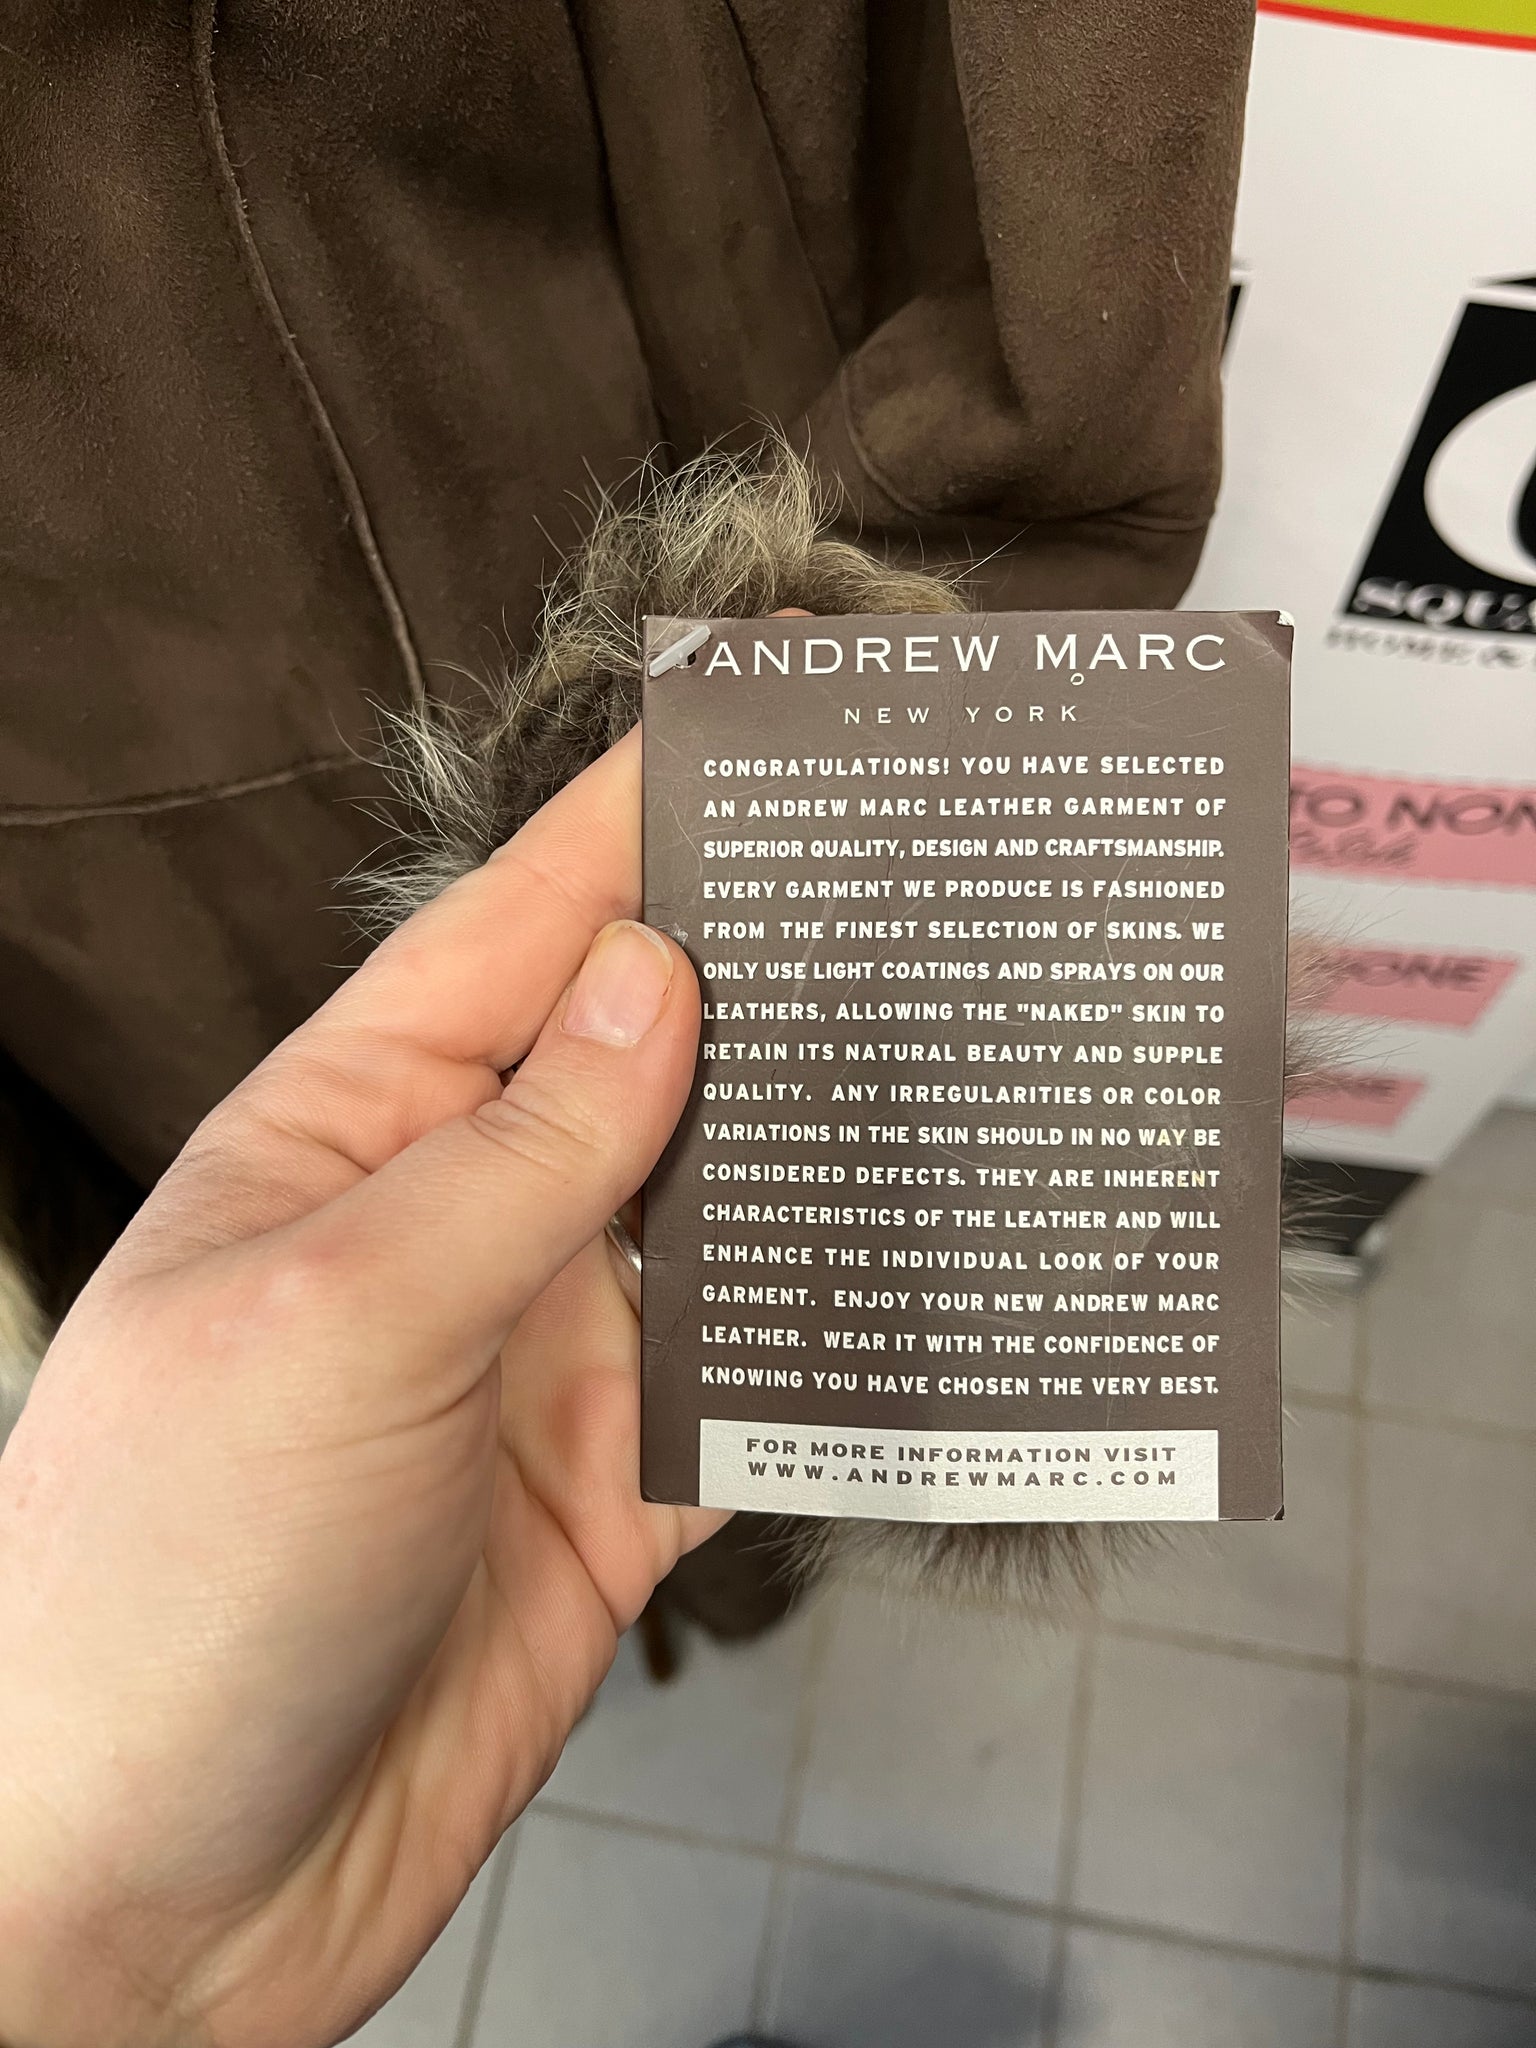 ANDREW MARC
NEW YORK
CONGRATULATIONS! YOU HAVE SELECTED
AN ANDREW MARC LEATHER GARMENT OF
SUPERIOR QUALITY, DESIGN AND CRAFTSMANSHIP.
EVERY GARMENT WE PRODUCE IS FASHIONED
FROM THE FINEST SELECTION OF SKINS. WE
ONLY USE LIGHT COATINGS AND SPRAYS ON OUR
LEATHERS, ALLOWING THE "NAKED" SKIN TO
RETAIN ITS NATURAL BEAUTY AND SUPPLE
QUALITY. ANY IRREGULARITIES OR COLOR
VARIATIONS IN THE SKIN SHOULD IN NO WAY BE
CONSIDERED DEFECTS. THEY ARE INHERENT
CHARACTERISTICS OF THE LEATHER AND WILL
ENHANCE THE INDIVIDUAL LOOK OF YOUR
GARMENT. ENJOY YOUR NEW ANDREW MARC
LEATHER. WEAR IT WITH THE CONFIDENCE OF
KNOWING YOU HAVE CHOSEN THE VERY BEST.
FOR MORE INFORMATION VISIT
WWW.ANDREWMARC.COM
SQUA
HOME &
TO NON